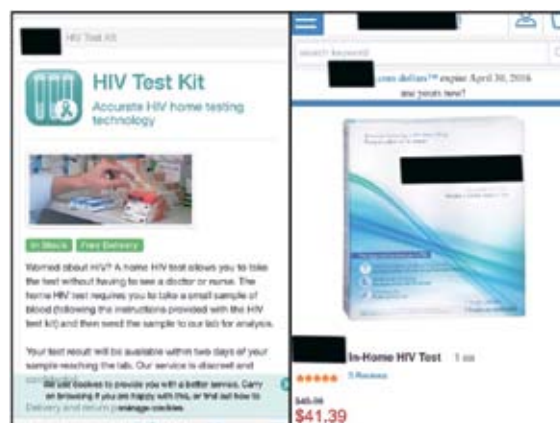 HIV Test Kit
HIV Test Kit
Accurate HIV home testing
technology
In Stock Free Delivery
Worried about HIV? A home HIV test allows you to take
the test without having to see a doctor or nurse. The
home HIV test requires you to take a small sample of
blood (following the instructions provided with the HIV
test kit) and then send the sample to our lab for analysis.
Your test result will be available within two days of your
sample reaching the lab. Our service is discreet and
We use cookies to provide you with a better service. Carry
on browsing if you are happy with this, or find out how to
manage cookies.
Delivery and return
search keyword
.com dollars™ expire April 30, 2016
use yours now!
In-Home HIV Test 1 ea
5 Reviews
$41.39